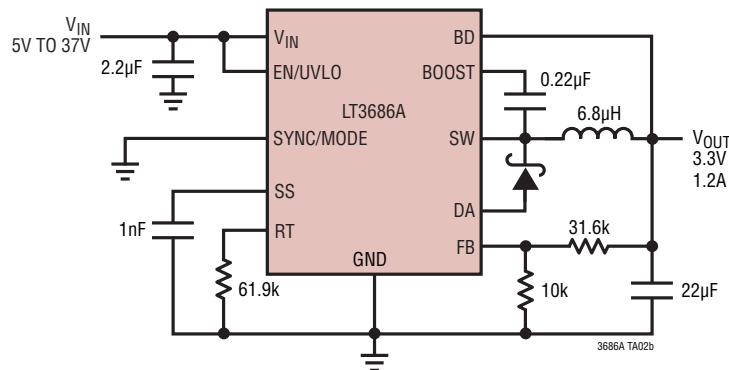 VIN
5V TO 37V
2.2µF
VIN
EN/UVLO
SYNC/MODE
SS
RT
LT3686A
GND
BD
BOOST
SW
DA
FB
0.22µF
6.8µH
VOUT
3.3V
1.2A
31.6k
10k
22µF
1nF
61.9k
3686A TA02b